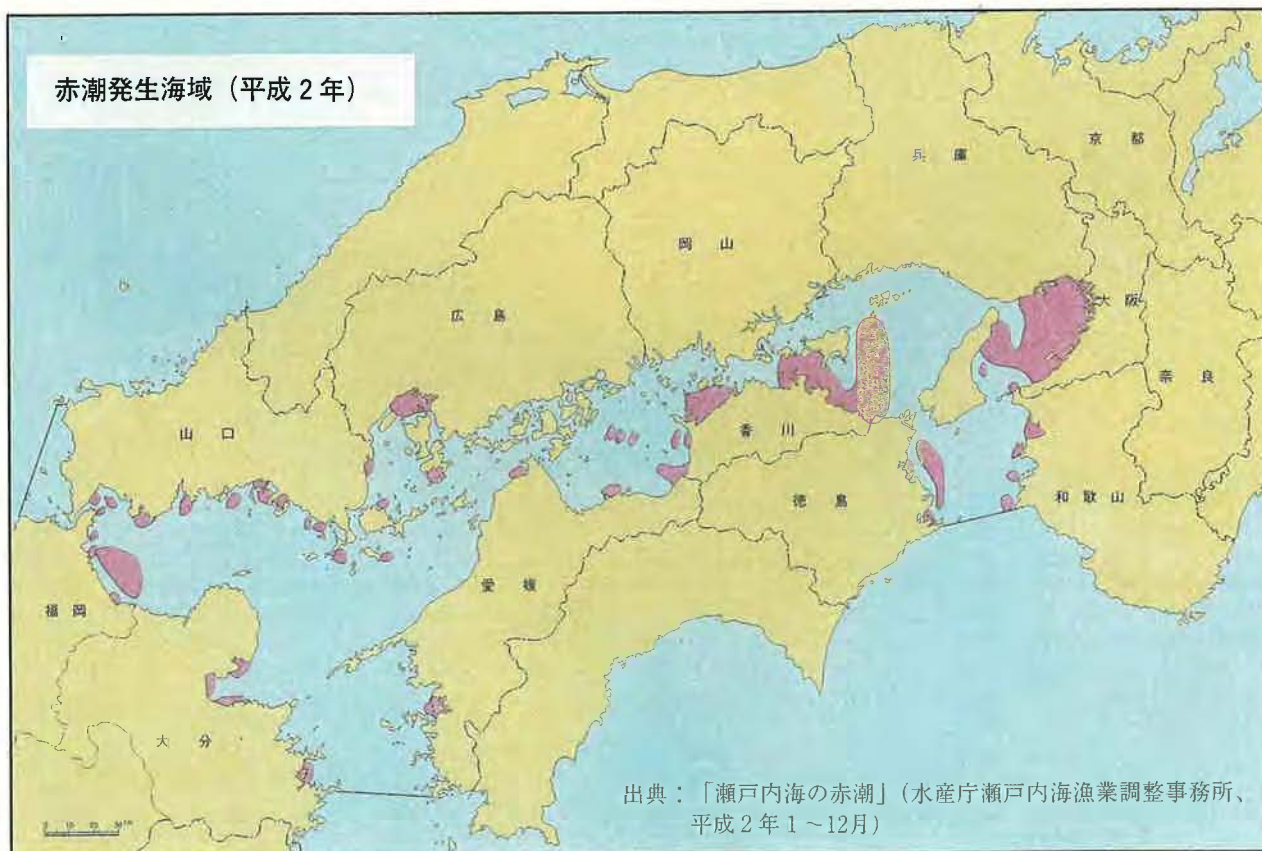 赤潮発生海域（平成２年）
京 都
兵 庫
岡 山
大 阪
広 島
奈 良
山 口
香 川
和 歌 山
徳 島
愛 媛
福 岡
大 分
出典：「瀬戸内海の赤潮」（水産庁瀬戸内海漁業調整事務所、
平成２年１～12月）